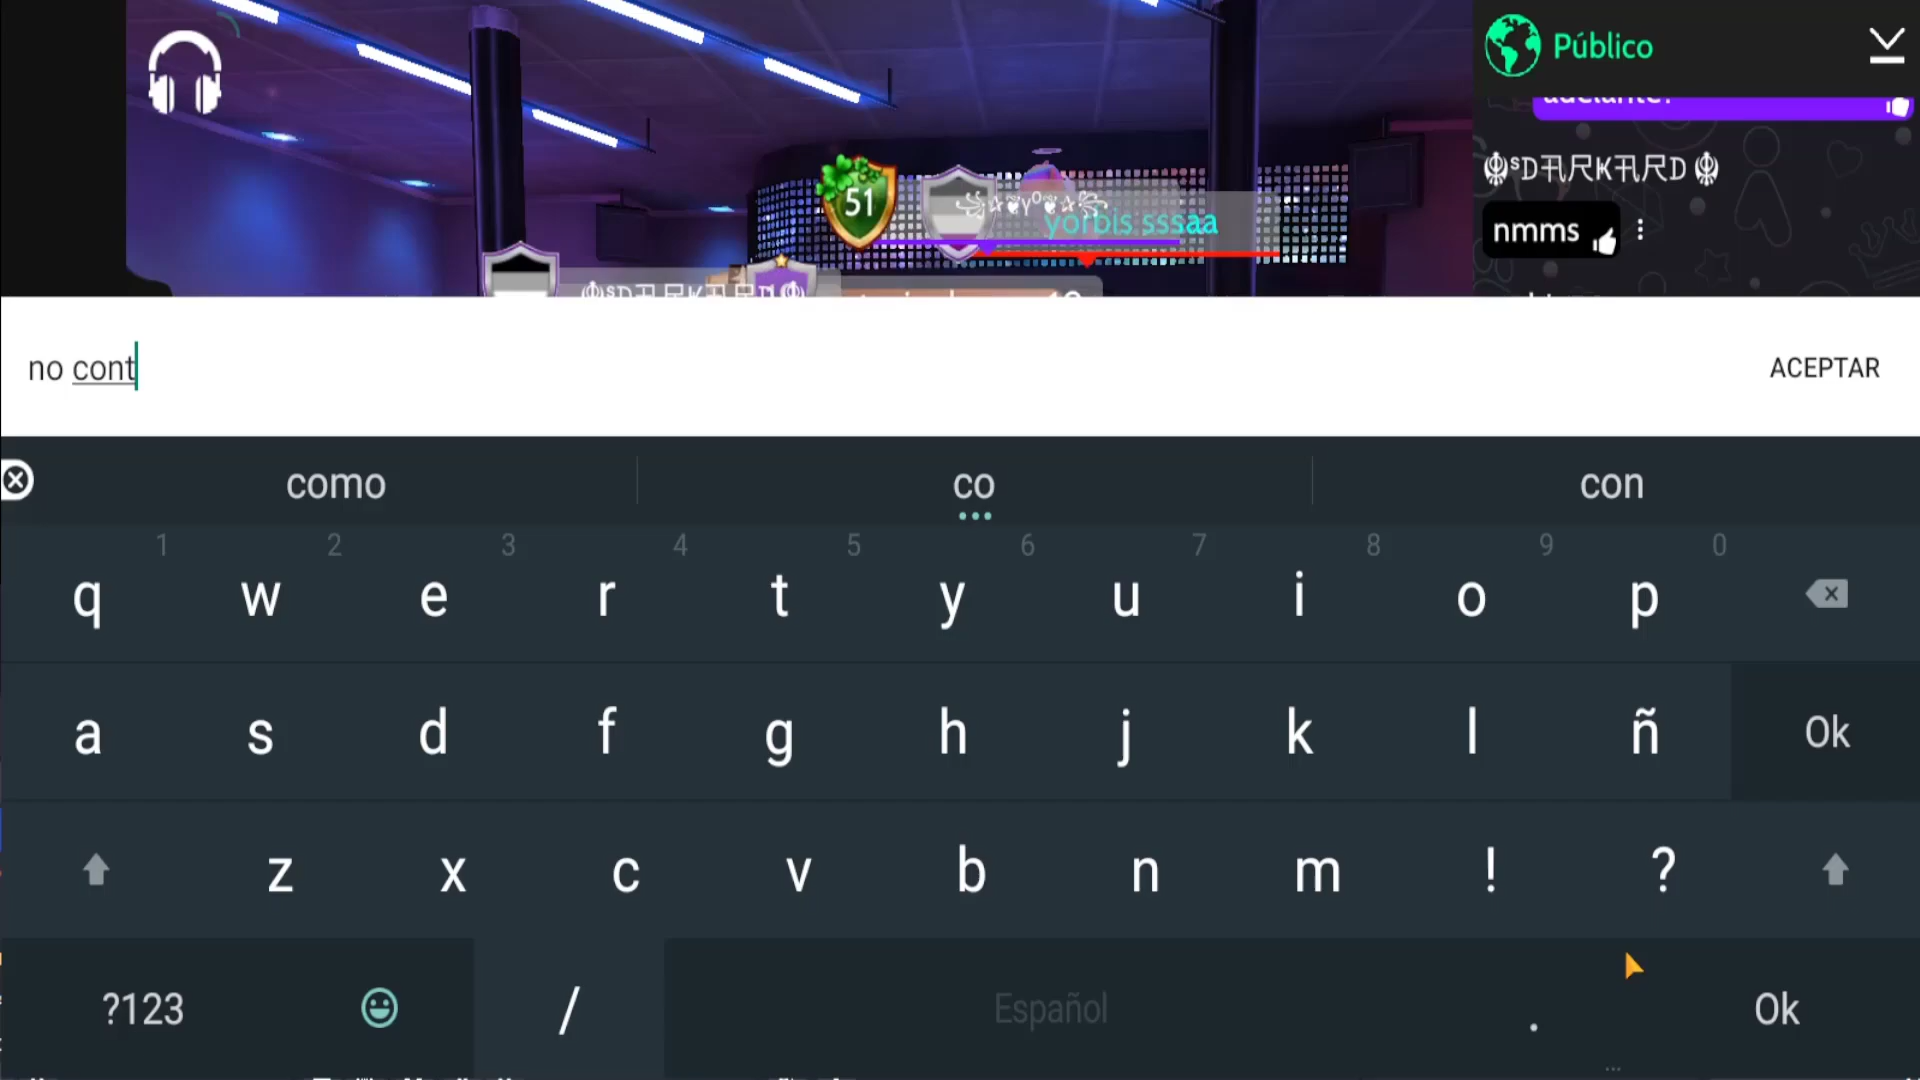 Público
adelante!
nmms
51
yorbis sssaa
no cont
ACEPTAR
como
co
con
1 2 3 4 5 6 7 8 9 0
q w e r t y u i o p
a s d f g h j k l ñ Ok
z x c v b n m ! ?
?123 / Español . Ok